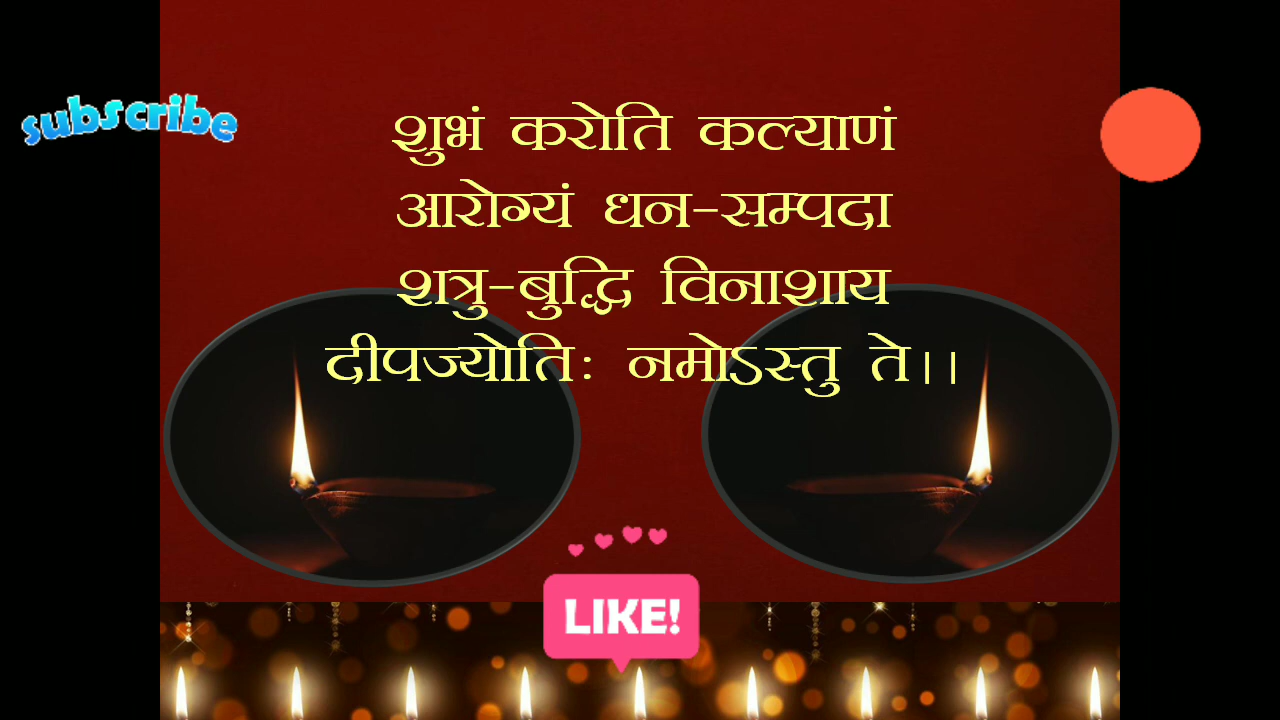 subscribe
शुभं करोति कल्याणं
आरोग्यं धन-सम्पदा
शत्रु-बुद्धि विनाशाय
दीपज्योतिः नमोऽस्तु ते।।
LIKE!